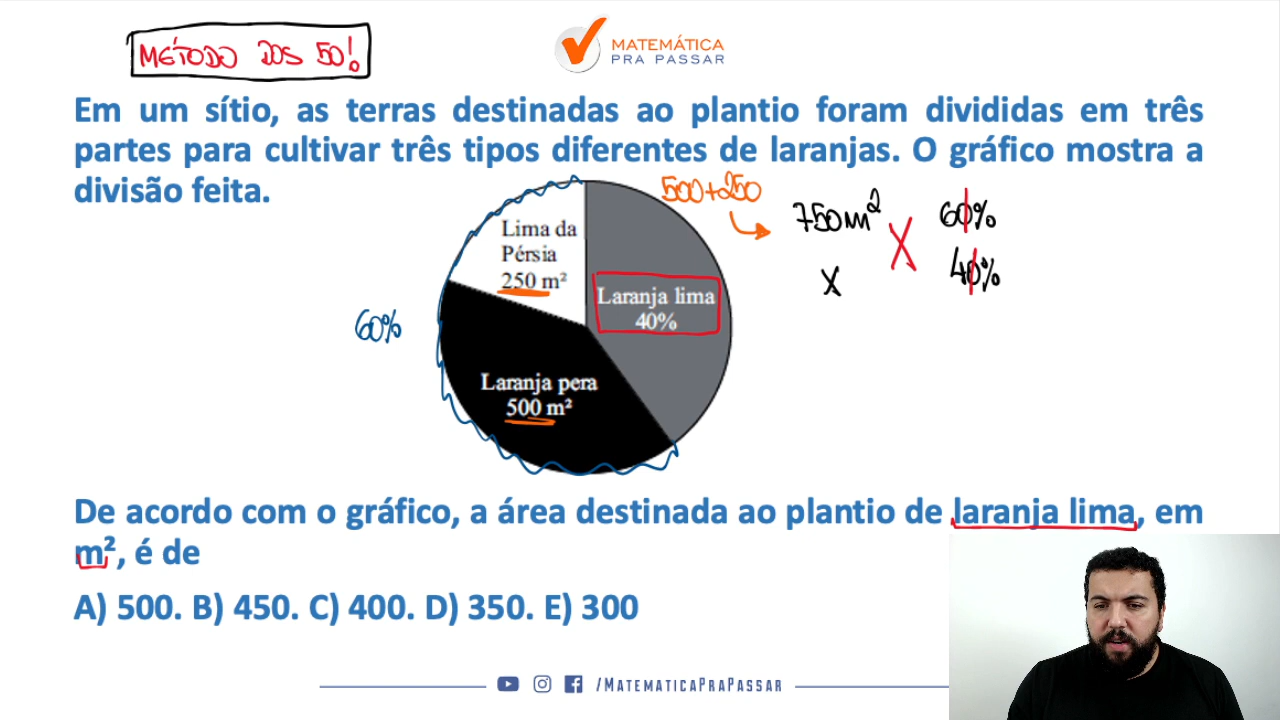 MÉTODO DOS 50!
MATEMÁTICA
PRA PASSAR
Em um sítio, as terras destinadas ao plantio foram divididas em três
partes para cultivar três tipos diferentes de laranjas. O gráfico mostra a
divisão feita.
500+250
750m² 60%
x 40%
Lima da
Pérsia
250 m²
Laranja lima
40%
60%
Laranja pera
500 m²
De acordo com o gráfico, a área destinada ao plantio de laranja lima, em
m², é de
A) 500. B) 450. C) 400. D) 350. E) 300
/MATEMATICAPRAPASSAR